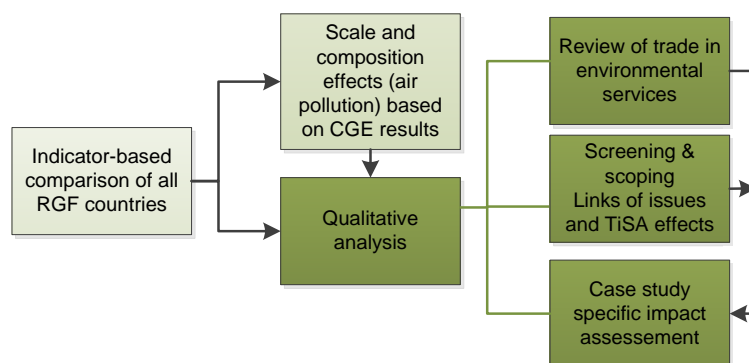 Indicator-based
comparison of all
RGF countries
Scale and
composition
effects (air
pollution) based
on CGE results
Qualitative
analysis
Review of trade in
environmental
services
Screening &
scoping
Links of issues
and TiSA effects
Case study
specific impact
assessement